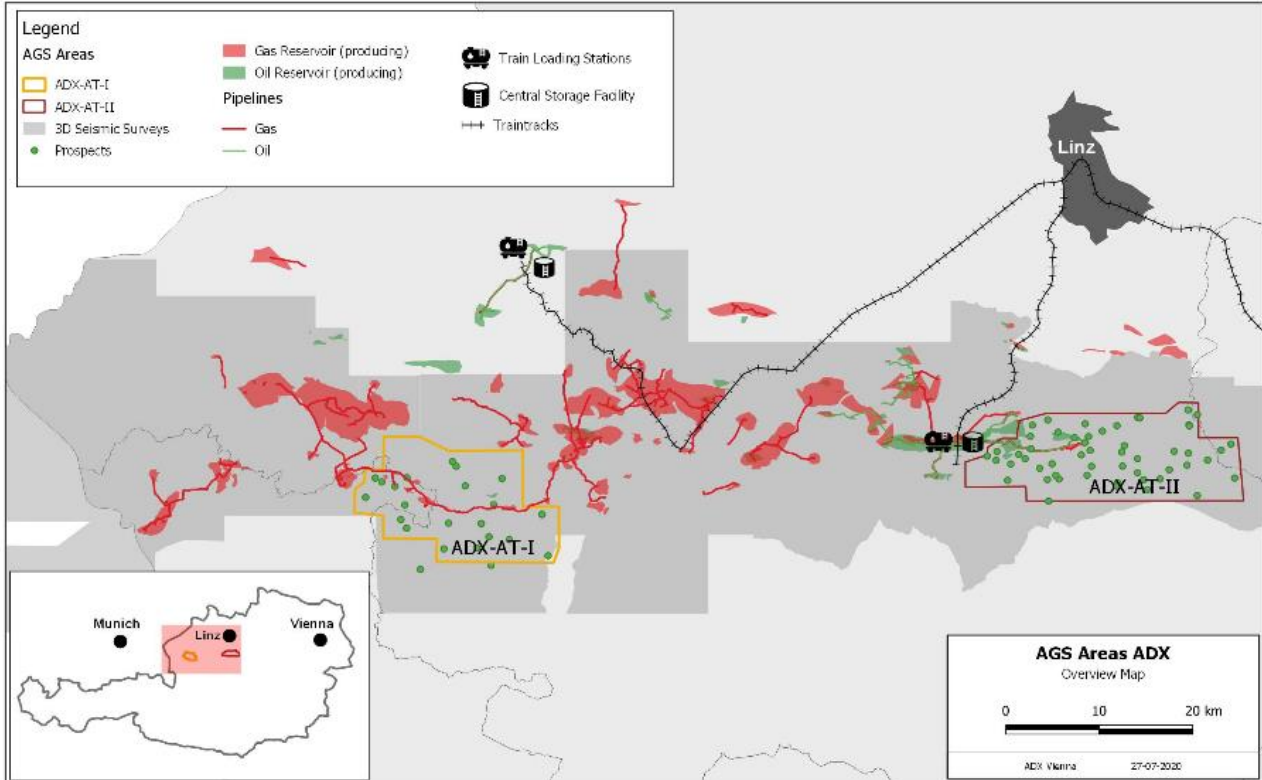 Legend
AGS Areas
ADX-AT-I
ADX-AT-II
3D Seismic Surveys
Prospects
Gas Reservoir (producing)
Oil Reservoir (producing)
Pipelines
Gas
Oil
Train Loading Stations
Central Storage Facility
Traintracks
Linz
ADX-AT-I
ADX-AT-II
Munich
Linz
Vienna
AGS Areas ADX
Overview Map
0 10 20 km
ADX Vienna 27-07-2020